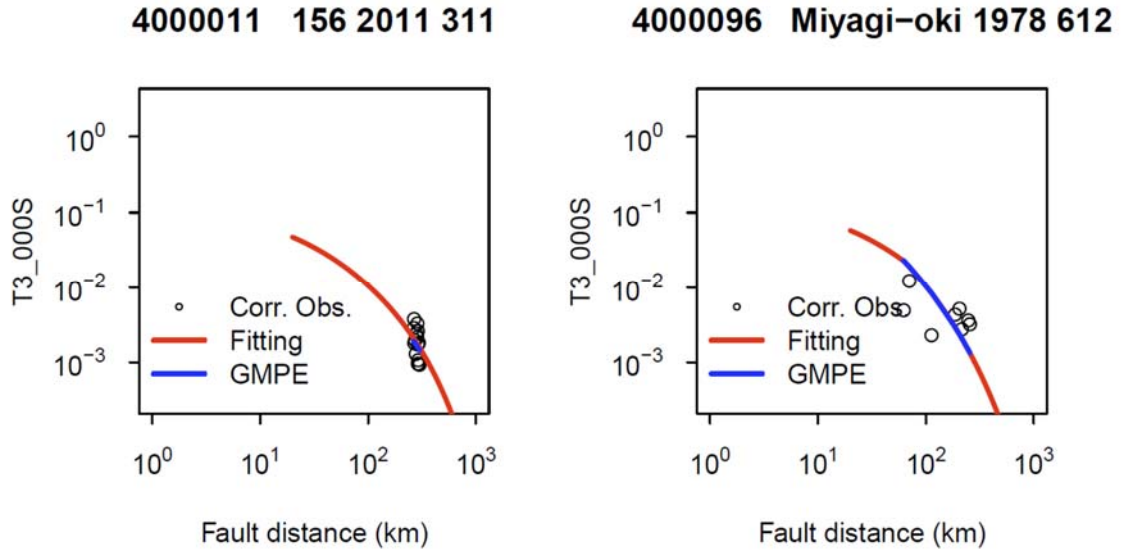 4000011 156 2011 311
T3_000S
10^0
10^-1
10^-2
10^-3
Corr. Obs.
Fitting
GMPE
10^0 10^1 10^2 10^3
Fault distance (km)
4000096 Miyagi−oki 1978 612
T3_000S
10^0
10^-1
10^-2
10^-3
Corr. Obs.
Fitting
GMPE
10^0 10^1 10^2 10^3
Fault distance (km)